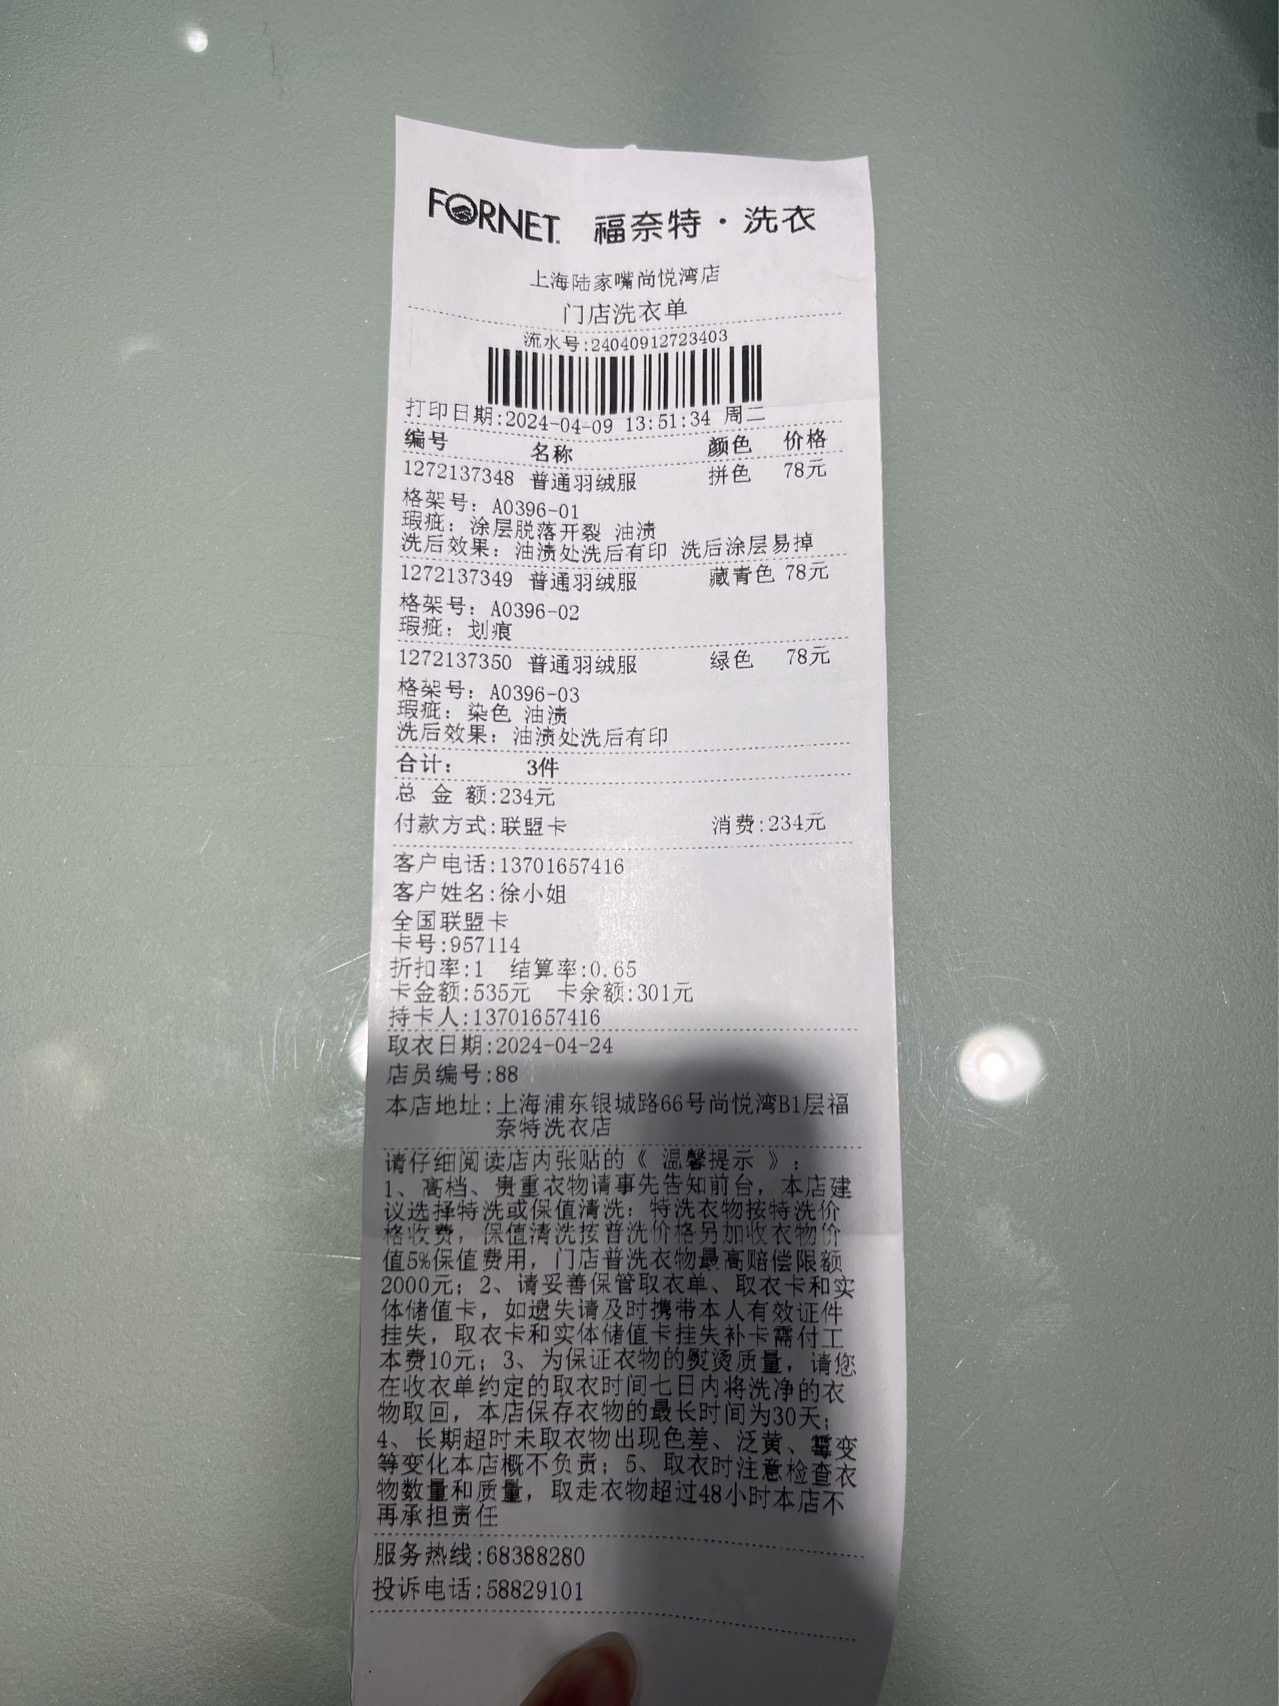 FORNET. 福奈特·洗衣
上海陆家嘴尚悦湾店
门店洗衣单
流水号:24040912723403
打印日期:2024-04-09 13:51:34 周二
编号 名称 颜色 价格
1272137348 普通羽绒服 拼色 78元
格架号: A0396-01
瑕疵: 涂层脱落开裂 油渍
洗后效果: 油渍处洗后有印 洗后涂层易掉
1272137349 普通羽绒服 藏青色 78元
格架号: A0396-02
瑕疵: 划痕
1272137350 普通羽绒服 绿色 78元
格架号: A0396-03
瑕疵: 染色 油渍
洗后效果: 油渍处洗后有印
合计: 3件
总 金 额:234元
付款方式:联盟卡 消费:234元
客户电话:13701657416
客户姓名:徐小姐
全国联盟卡
卡号:957114
折扣率:1 结算率:0.65
卡金额:535元 卡余额:301元
持卡人:13701657416
取衣日期:2024-04-24
店员编号:88
本店地址:上海浦东银城路66号尚悦湾B1层福
奈特洗衣店
请仔细阅读店内张贴的《 温馨提示 》:
1、高档、贵重衣物请事先告知前台，本店建
议选择特洗或保值清洗: 特洗衣物按特洗价
格收费，保值清洗按普洗价格另加收衣物价
值5%保值费用，门店普洗衣物最高赔偿限额
2000元; 2、请妥善保管取衣单、取衣卡和实
体储值卡，如遗失请及时携带本人有效证件
挂失，取衣卡和实体储值卡挂失补卡需付工
本费10元; 3、为保证衣物的熨烫质量，请您
在收衣单约定的取衣时间七日内将洗净的衣
物取回，本店保存衣物的最长时间为30天;
4、长期超时未取衣物出现色差、泛黄、霉变
等变化本店概不负责; 5、取衣时注意检查衣
物数量和质量，取走衣物超过48小时本店不
再承担责任
服务热线:68388280
投诉电话:58829101